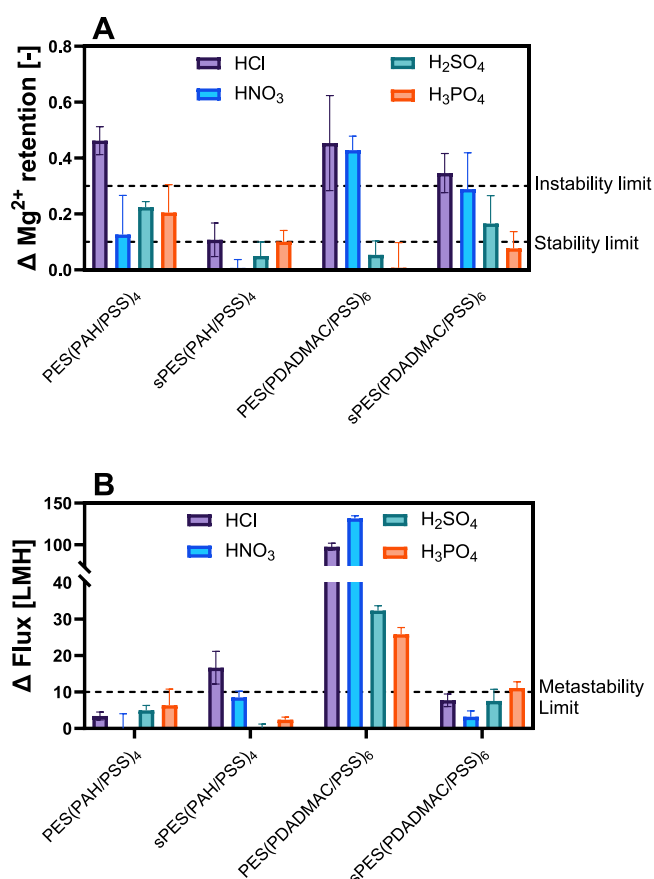 A
Δ Mg²⁺ retention [-]
0.8
0.6
0.4
0.2
0.0
HCl
HNO₃
H₂SO₄
H₃PO₄
Instability limit
Stability limit
PES(PAH/PSS)₄
sPES(PAH/PSS)₄
PES(PDADMAC/PSS)₆
sPES(PDADMAC/PSS)₆
B
Δ Flux [LMH]
150
100
40
30
20
10
0
HCl
HNO₃
H₂SO₄
H₃PO₄
Metastability
Limit
PES(PAH/PSS)₄
sPES(PAH/PSS)₄
PES(PDADMAC/PSS)₆
sPES(PDADMAC/PSS)₆